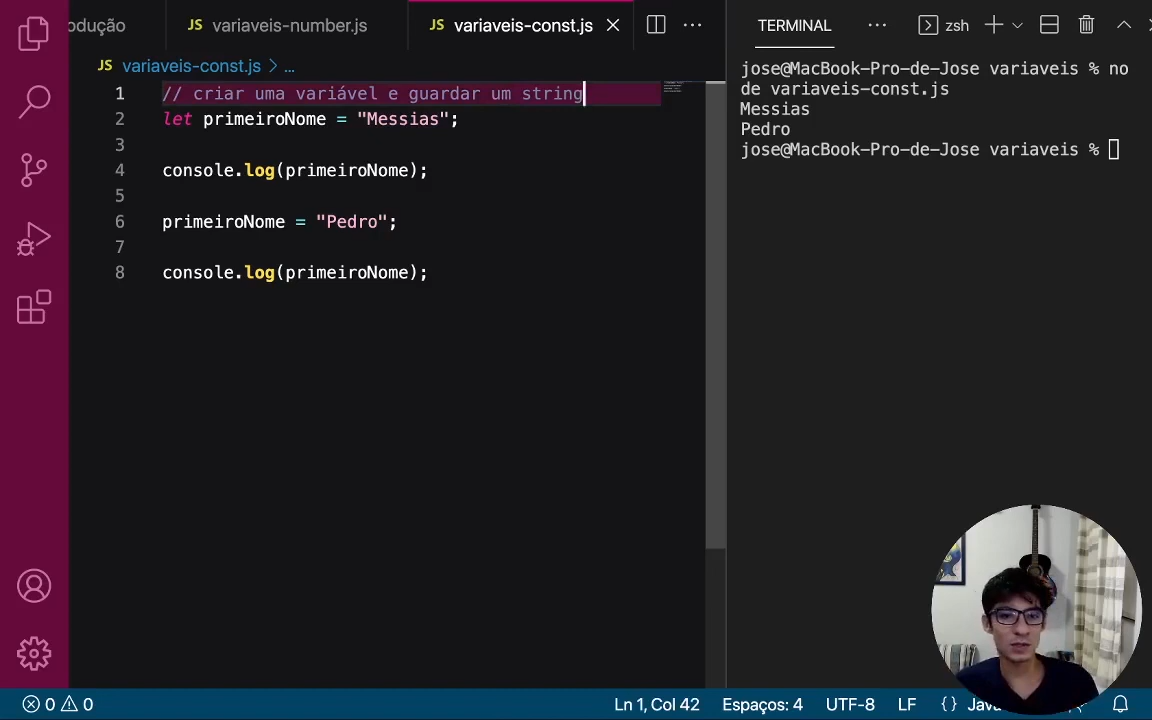 odução
JS variaveis-number.js
JS variaveis-const.js
TERMINAL
zsh
JS variaveis-const.js > ...
1 // criar uma variável e guardar um string
2 let primeiroNome = "Messias";
3
4 console.log(primeiroNome);
5
6 primeiroNome = "Pedro";
7
8 console.log(primeiroNome);
jose@MacBook-Pro-de-Jose variaveis % no
de variaveis-const.js
Messias
Pedro
jose@MacBook-Pro-de-Jose variaveis %
0 0 Ln 1, Col 42 Espaços: 4 UTF-8 LF {}